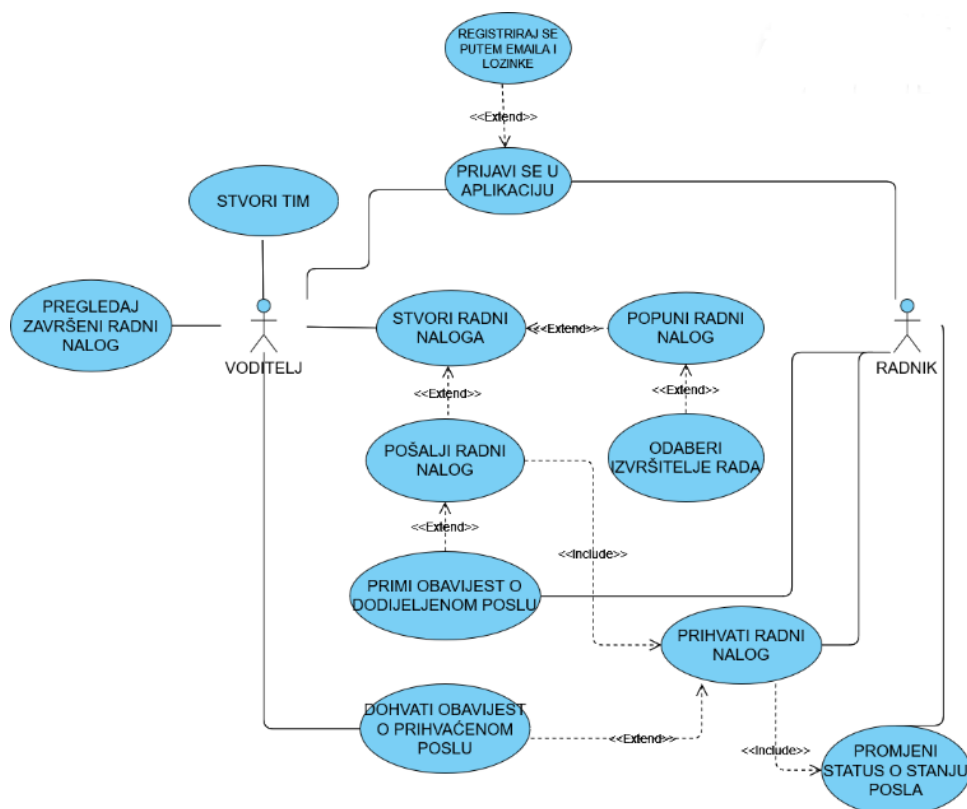 REGISTRIRAJ SE
PUTEM EMAILA I
LOZINKE
<<Extend>>
PRIJAVI SE U
APLIKACIJU
STVORI TIM
PREGLEDAJ
ZAVRŠENI RADNI
NALOG
VODITELJ
STVORI RADNI
NALOGA
<<Extend>>
POPUNI RADNI
NALOG
RADNIK
<<Extend>>
<<Extend>>
POŠALJI RADNI
NALOG
ODABERI
IZVRŠITELJE RADA
<<Extend>>
<<Include>>
PRIMI OBAVIJEST O
DODIJELJENOM POSLU
PRIHVATI RADNI
NALOG
DOHVATI OBAVIJEST
O PRIHVAĆENOM
POSLU
<<Extend>>
<<Include>>
PROMJENI
STATUS O STANJU
POSLA